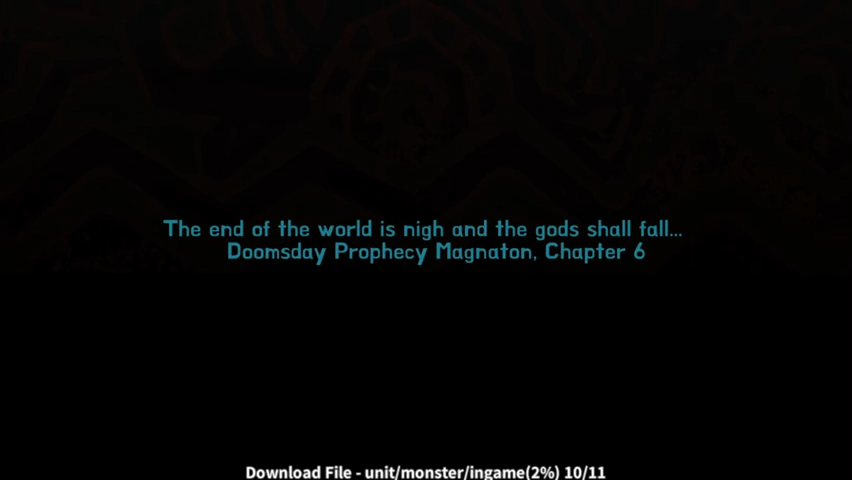 The end of the world is nigh and the gods shall fall...
Doomsday Prophecy Magnaton, Chapter 6
Download File - unit/monster/ingame(2%) 10/11